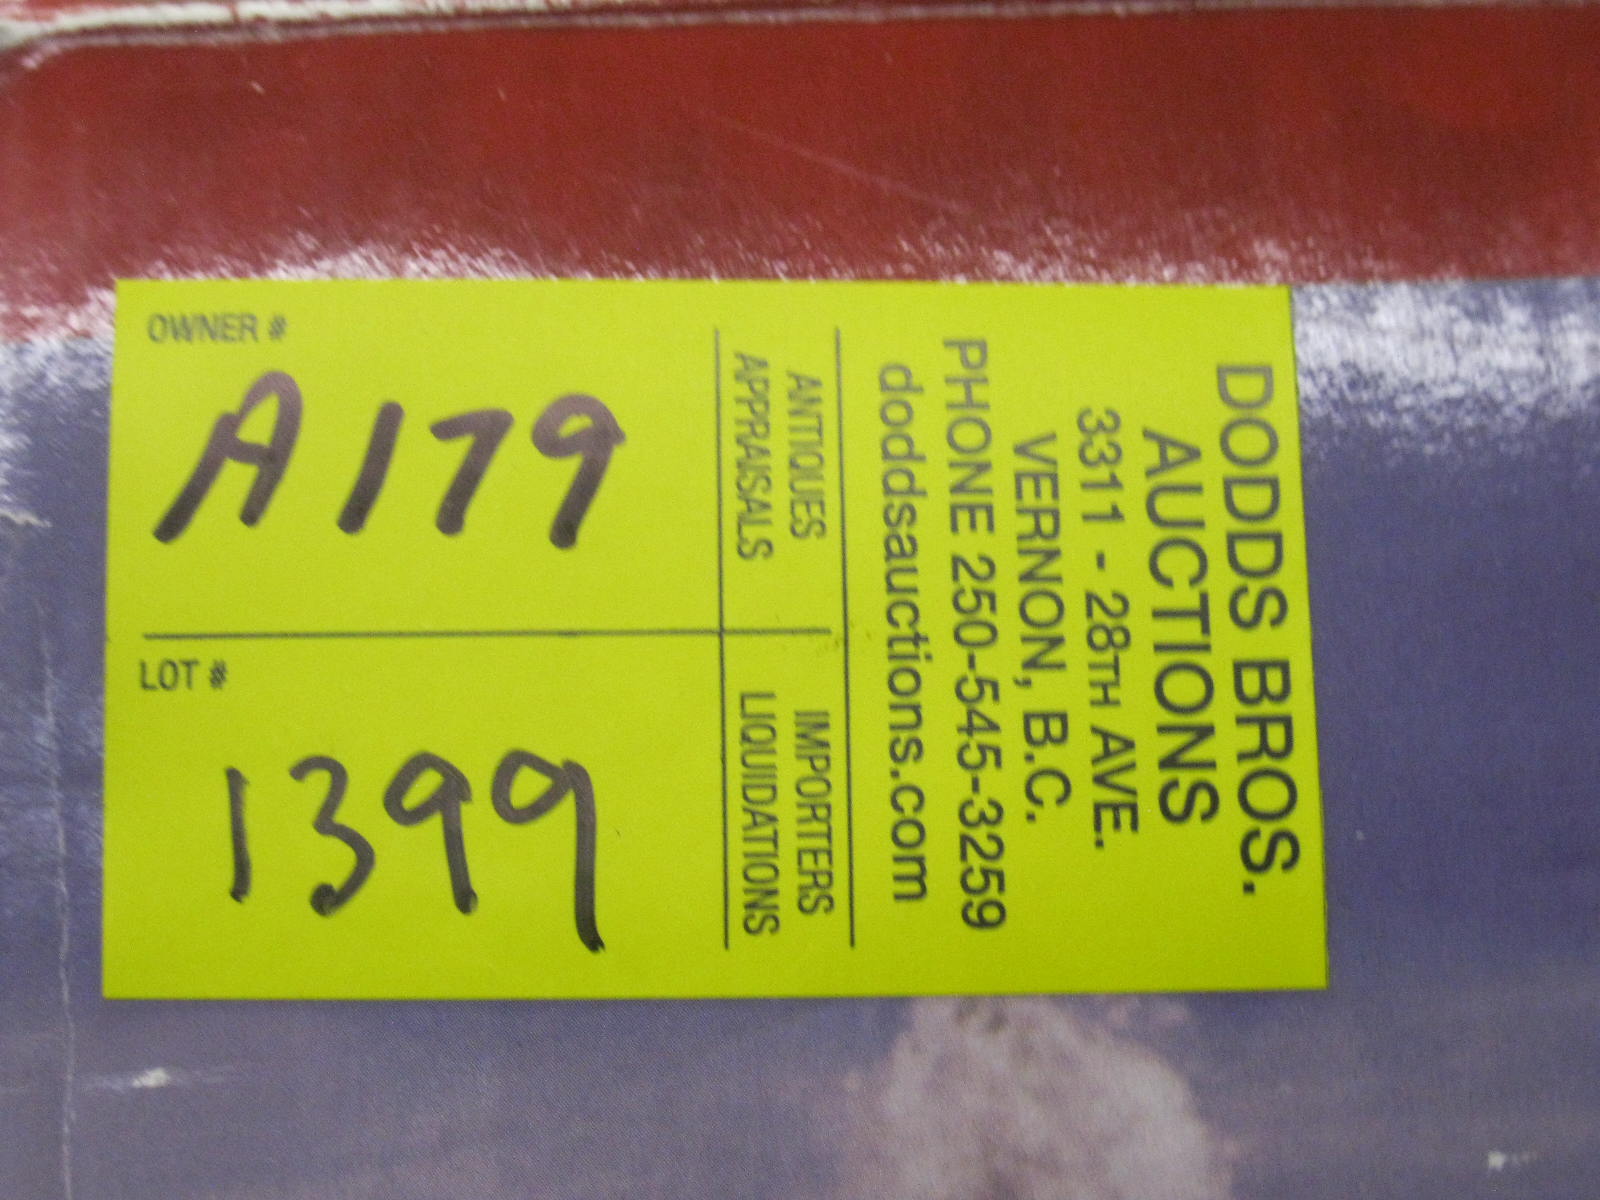 DODDS BROS.
AUCTIONS
3311 - 28TH AVE.
VERNON, B.C.
PHONE 250-545-3259
doddsauctions.com
ANTIQUES
APPRAISALS
IMPORTERS
LIQUIDATIONS
OWNER #
A179
LOT #
1399